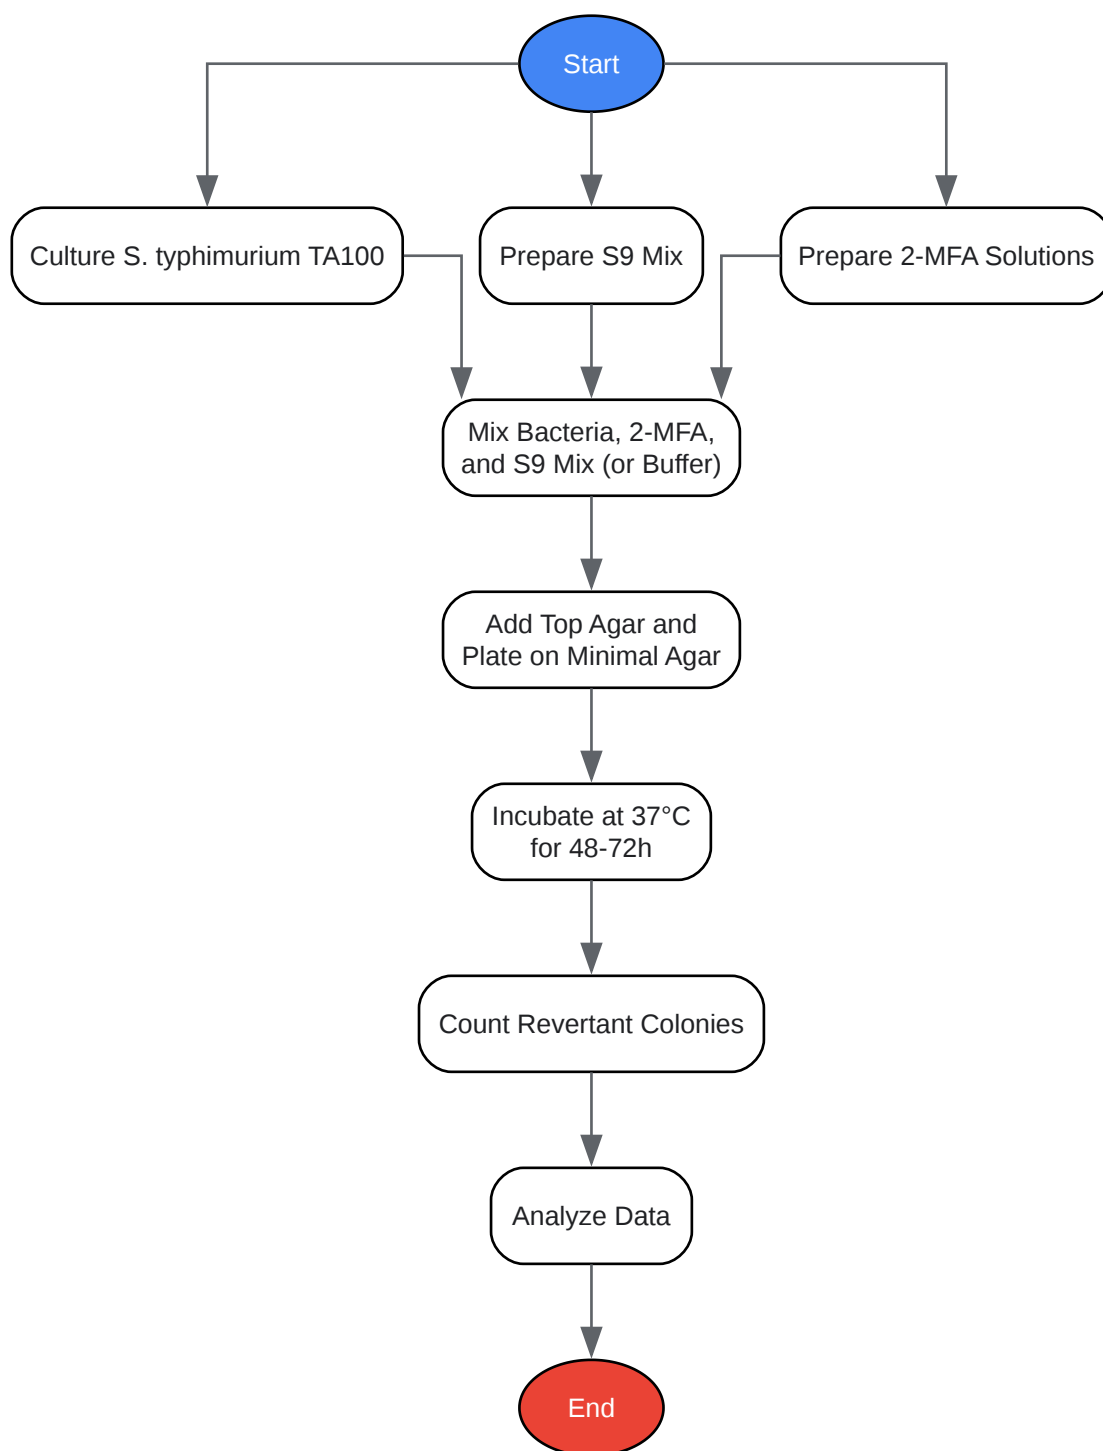 Start
Culture S. typhimurium TA100
Prepare S9 Mix
Prepare 2-MFA Solutions
Mix Bacteria, 2-MFA,
and S9 Mix (or Buffer)
Add Top Agar and
Plate on Minimal Agar
Incubate at 37°C
for 48-72h
Count Revertant Colonies
Analyze Data
End